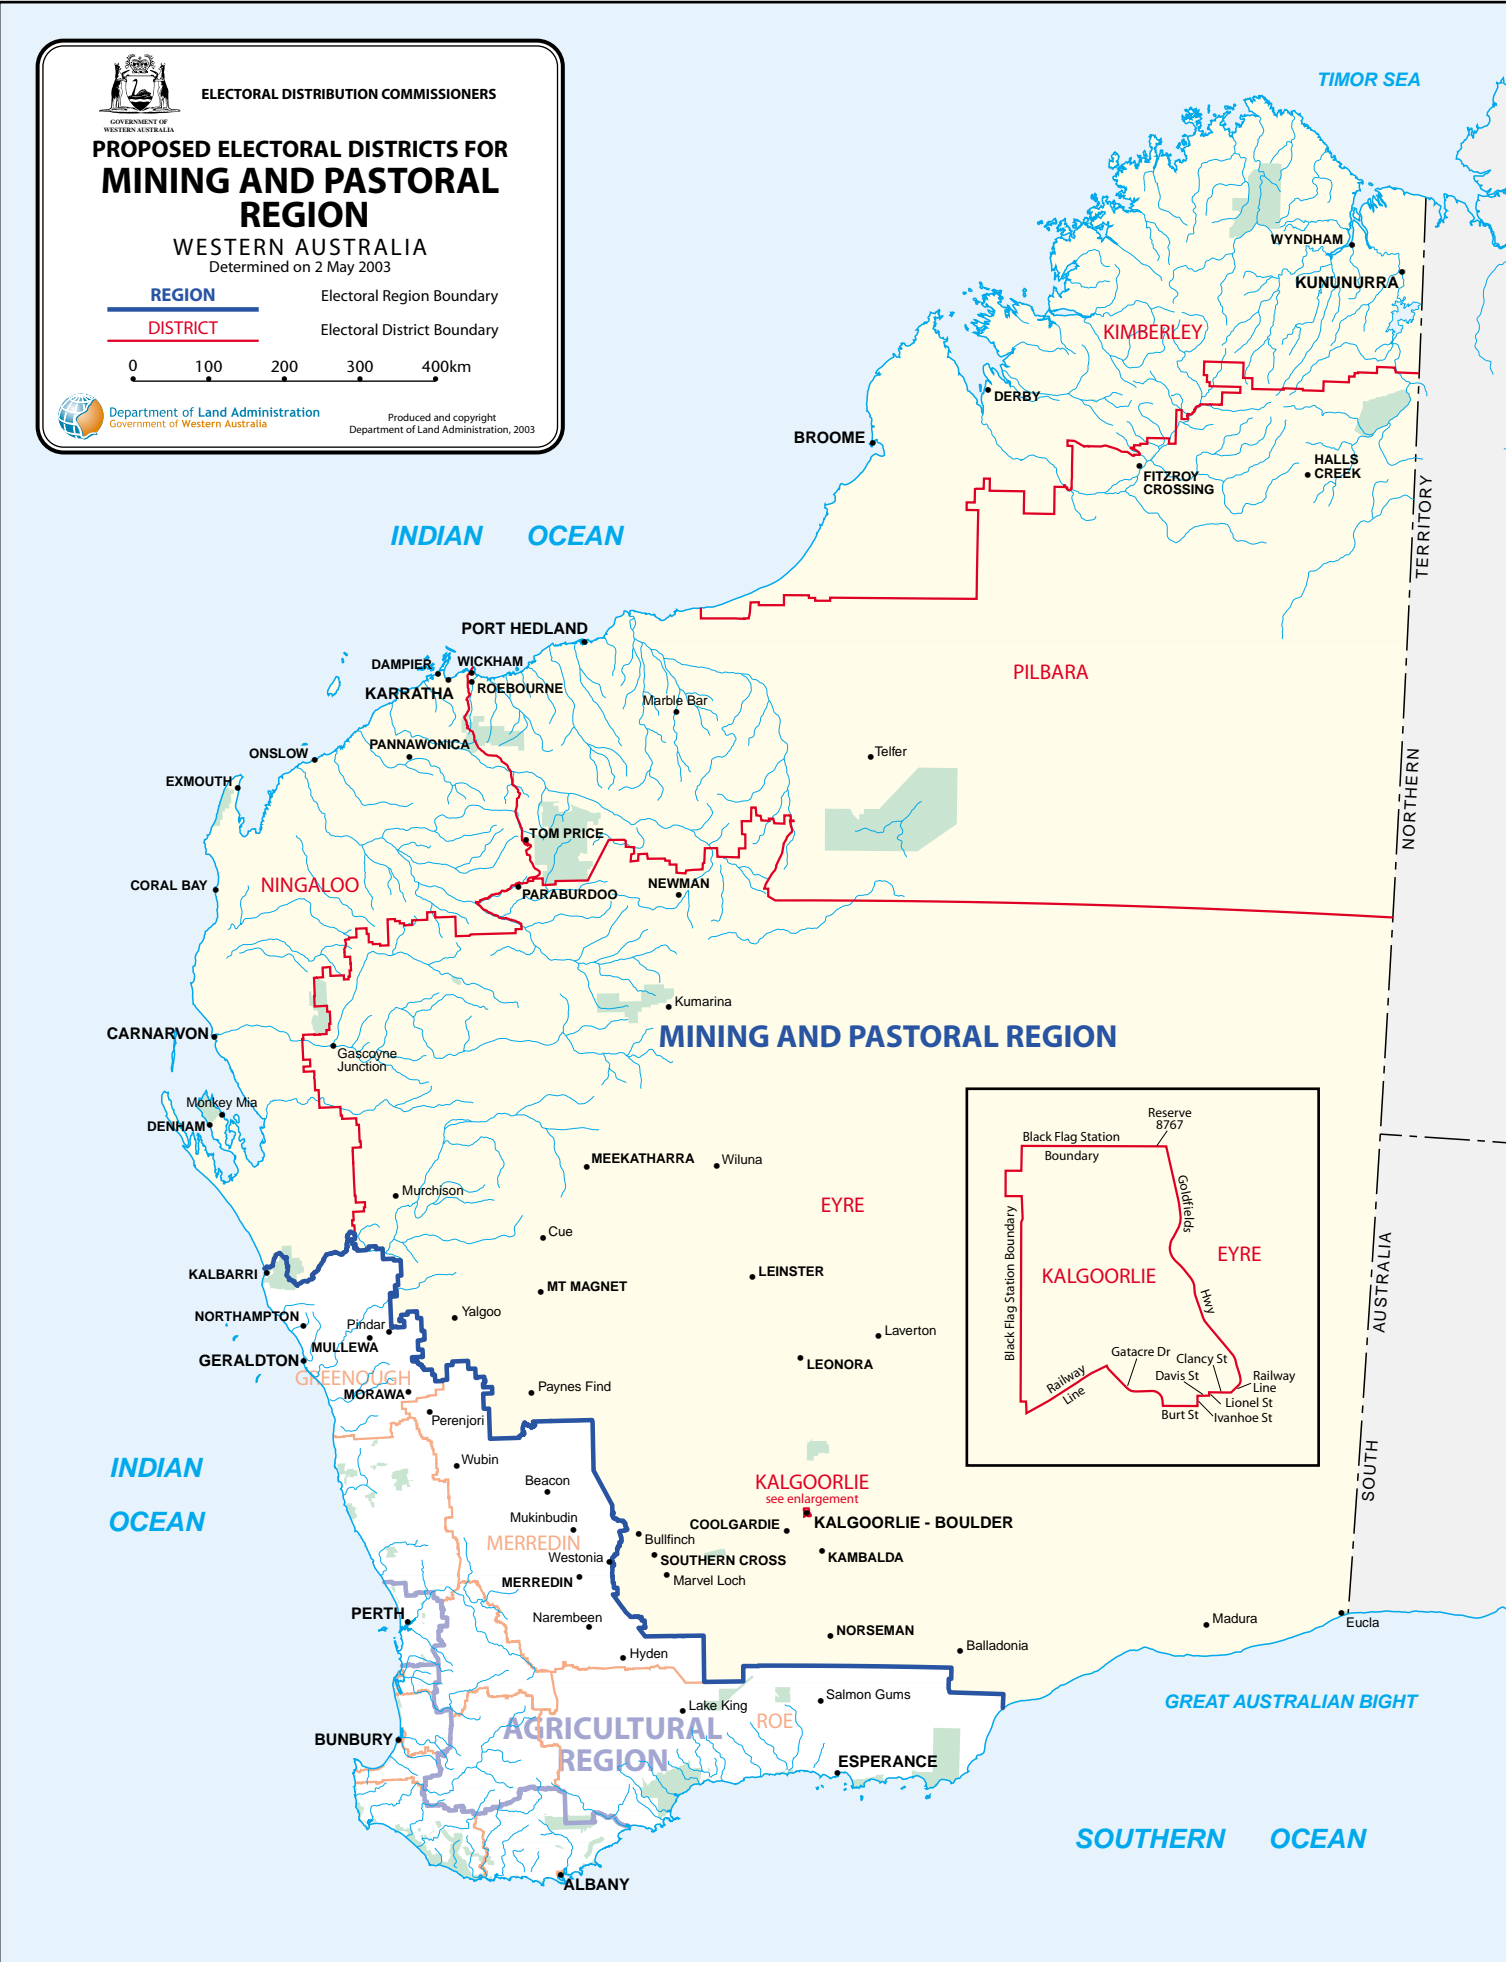 ELECTORAL DISTRIBUTION COMMISSIONERS
GOVERNMENT OF
WESTERN AUSTRALIA
PROPOSED ELECTORAL DISTRICTS FOR
MINING AND PASTORAL
REGION
WESTERN AUSTRALIA
Determined on 2 May 2003
REGION
Electoral Region Boundary
DISTRICT
Electoral District Boundary
0 100 200 300 400km
Department of Land Administration
Government of Western Australia
Produced and copyright
Department of Land Administration, 2003
TIMOR SEA
WYNDHAM
KUNUNURRA
KIMBERLEY
DERBY
BROOME
HALLS
CREEK
FITZROY
CROSSING
INDIAN OCEAN
NORTHERN TERRITORY
PORT HEDLAND
DAMPIER
WICKHAM
KARRATHA
ROEBOURNE
PILBARA
Marble Bar
PANNAWONICA
ONSLOW
Telfer
EXMOUTH
TOM PRICE
CORAL BAY
NINGALOO
NEWMAN
PARABURDOO
Kumarina
CARNARVON
MINING AND PASTORAL REGION
Gascoyne
Junction
Monkey Mia
DENHAM
MEEKATHARRA
Wiluna
Murchison
EYRE
Cue
KALBARRI
LEINSTER
MT MAGNET
Yalgoo
NORTHAMPTON
Pindar
MULLEWA
Laverton
GERALDTON
LEONORA
GREENOUGH
MORAWA
Paynes Find
Perenjori
Reserve
8767
Black Flag Station
Boundary
Goldfields
Black Flag Station Boundary
EYRE
KALGOORLIE
Hwy
Gatacre Dr
Clancy St
Davis St
Railway
Line
Railway
Line
Lionel St
Burt St
Ivanhoe St
SOUTH AUSTRALIA
INDIAN
OCEAN
Wubin
Beacon
KALGOORLIE
see enlargement
Mukinbudin
COOLGARDIE
KALGOORLIE - BOULDER
MERREDIN
Bullfinch
Westonia
SOUTHERN CROSS
KAMBALDA
MERREDIN
Marvel Loch
PERTH
Narembeen
Madura
Eucla
NORSEMAN
Hyden
Balladonia
Salmon Gums
GREAT AUSTRALIAN BIGHT
Lake King
ROE
AGRICULTURAL
REGION
BUNBURY
ESPERANCE
SOUTHERN OCEAN
ALBANY